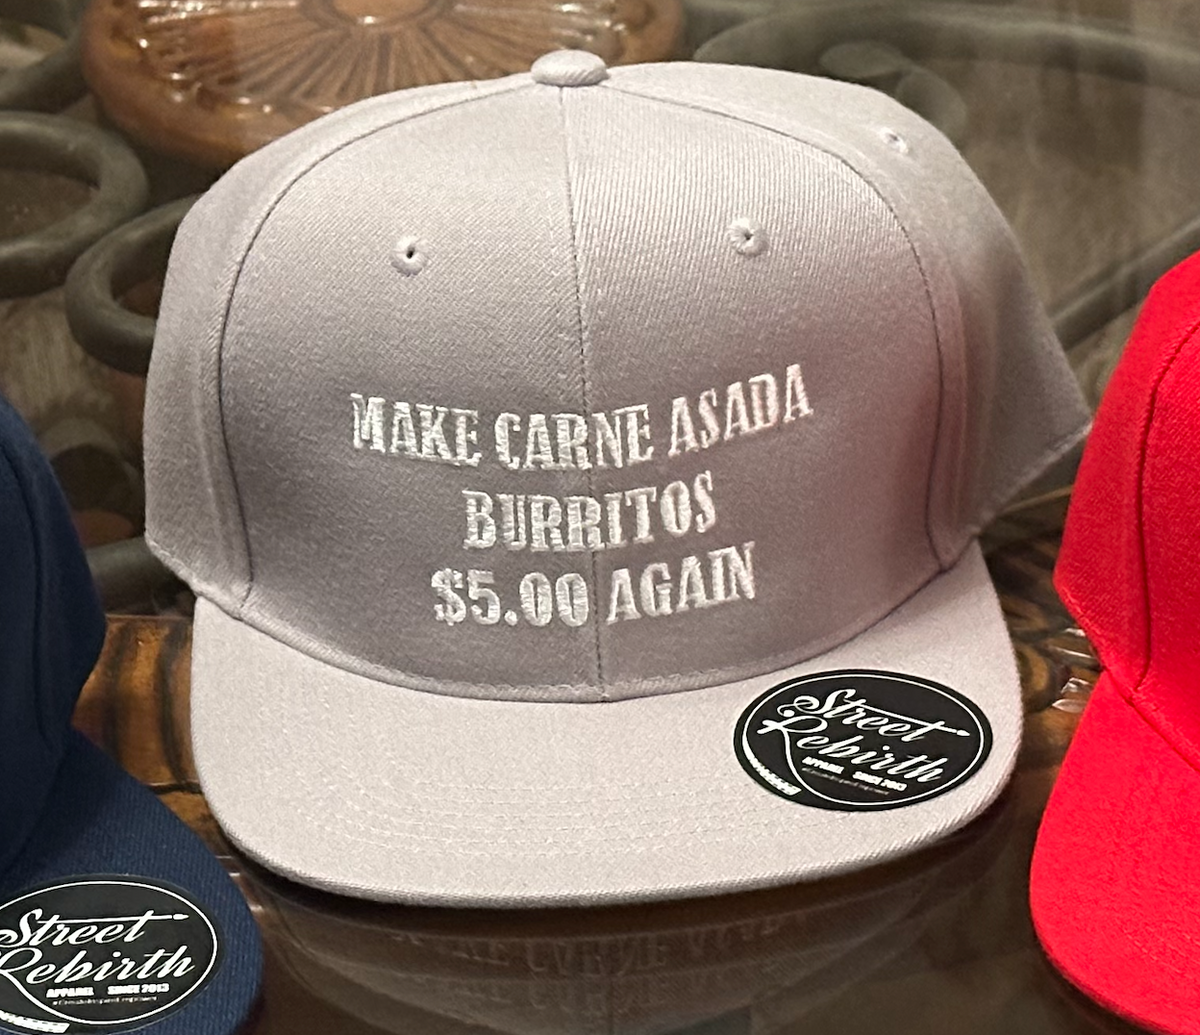 MAKE CARNE ASADA
BURRITOS
$5.00 AGAIN
Street
Rebirth
APPAREL SINCE 2013
Street
Rebirth
APPAREL SINCE 2013